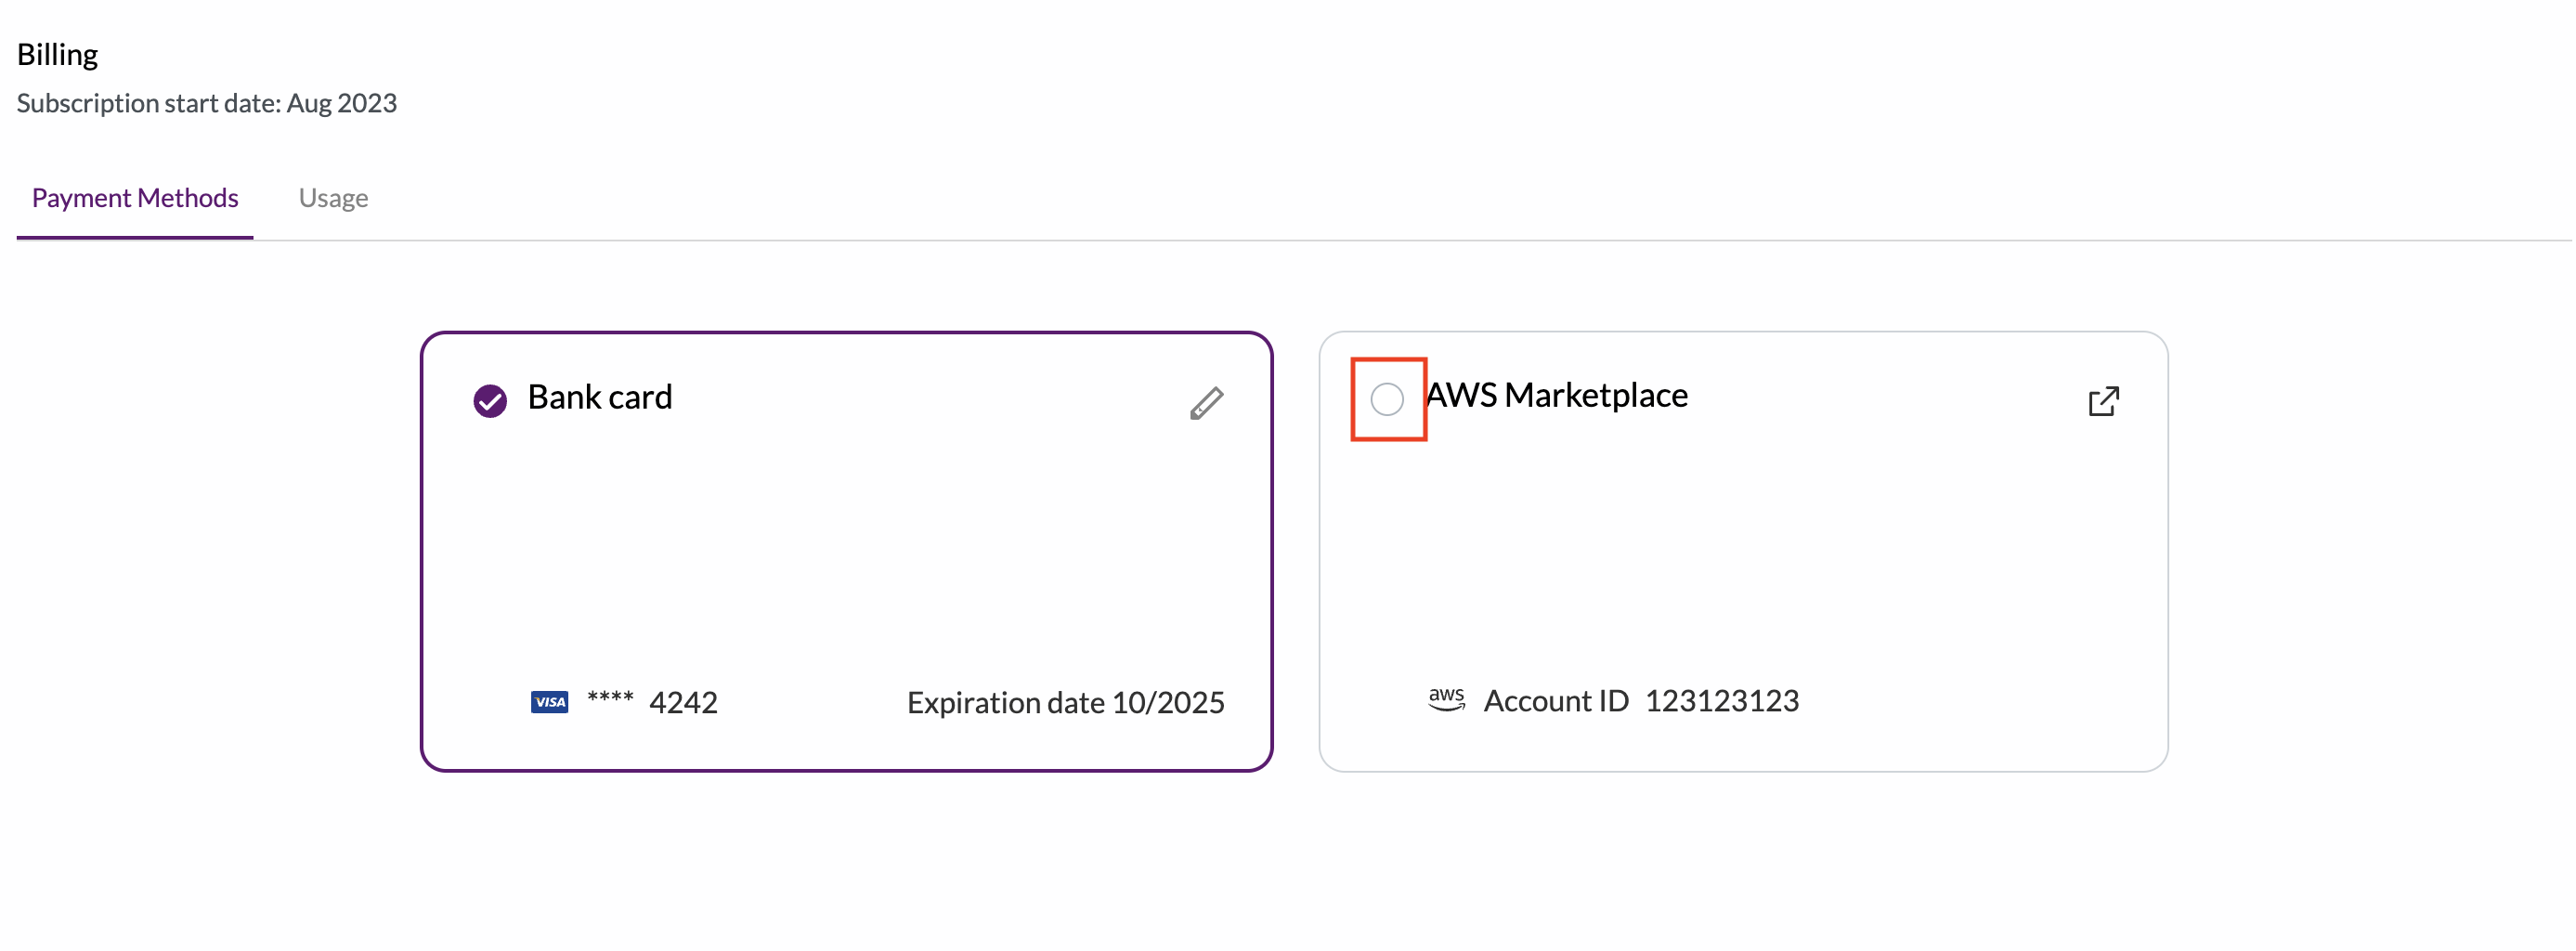 Billing
Subscription start date: Aug 2023
Payment Methods Usage
Bank card
VISA **** 4242 Expiration date 10/2025
AWS Marketplace
aws Account ID 123123123